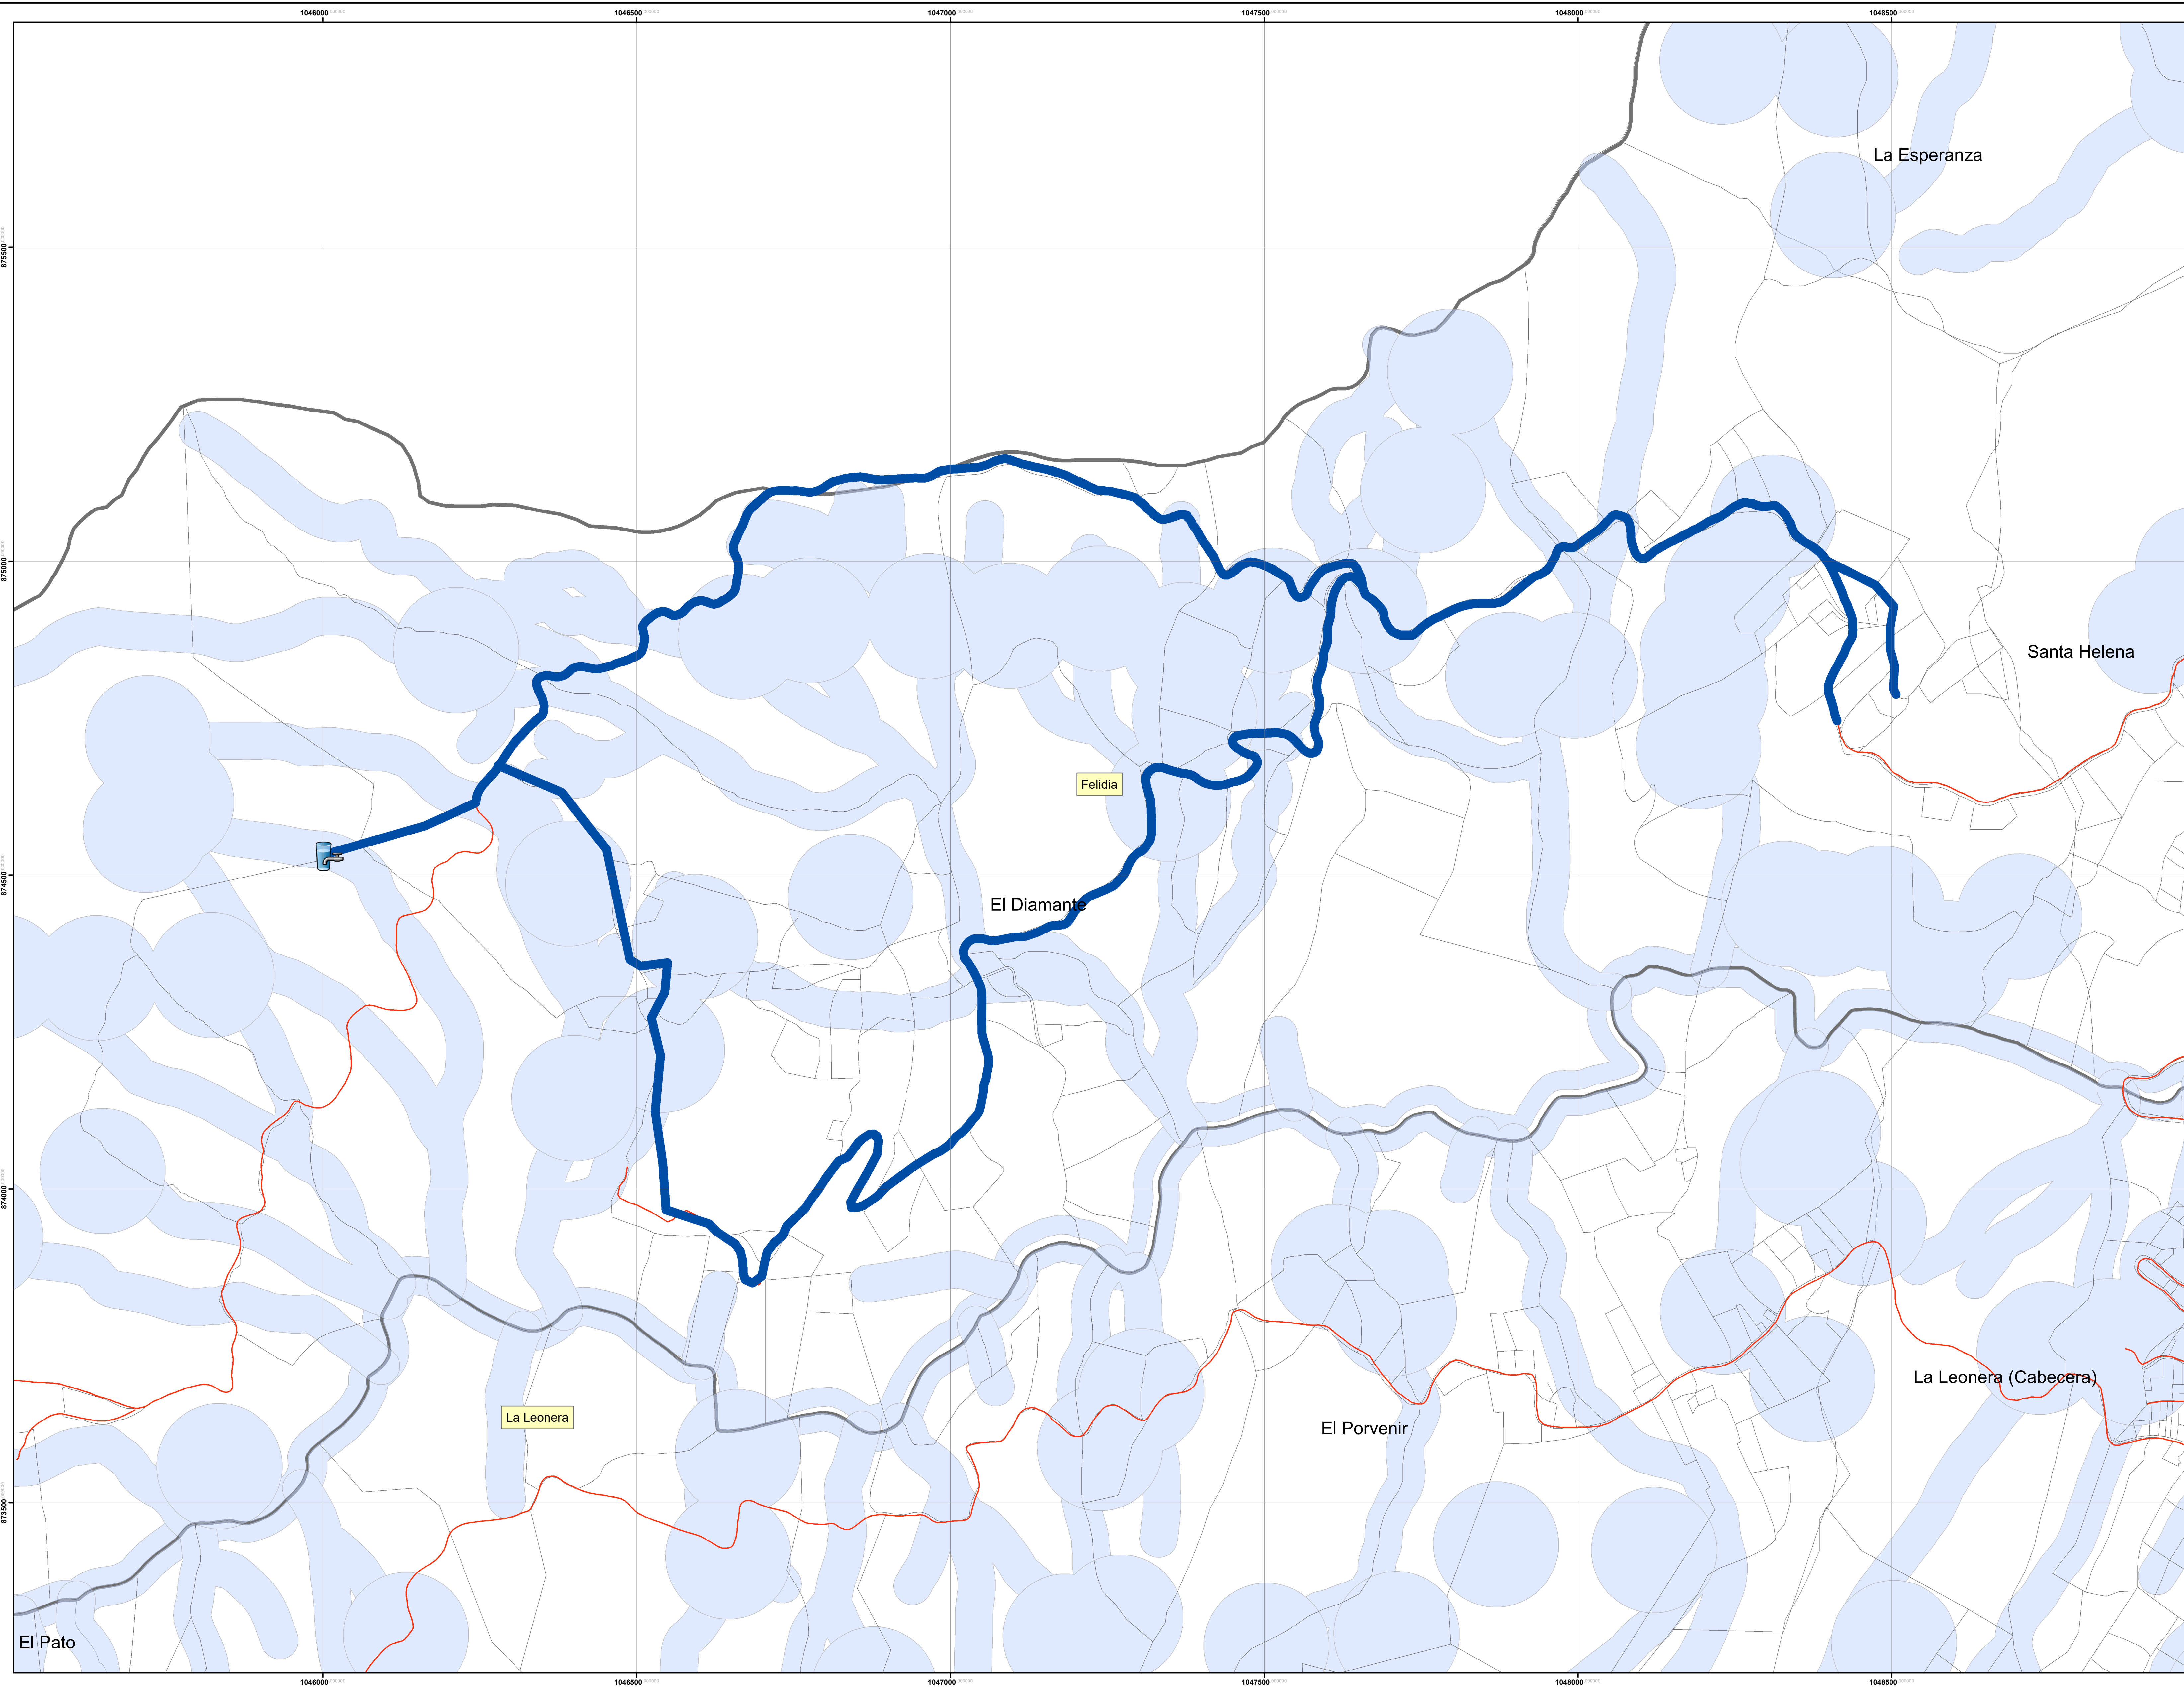 1046000
1046500
1047000
1047500
1048000
1048500
La Esperanza
875500
875000
Santa Helena
Felidia
874500
El Diamante
874000
La Leonera (Cabecera)
La Leonera
El Porvenir
873500
El Pato
1046000
1046500
1047000
1047500
1048000
1048500